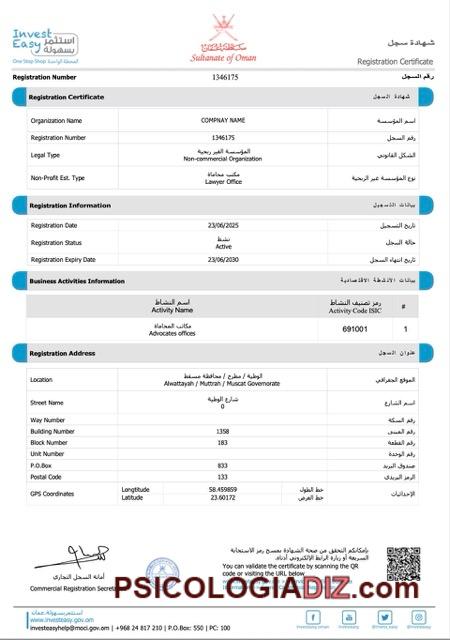 Invest
Easy
استثمر
بسهولة
One Stop Shop المحطة الواحدة
سلطنة عمان
Sultanate of Oman
شهادة سجل
Registration Certificate
Registration Number 1346175 رقم السجل
Registration Certificate شهادة السجل
Organization Name COMPNAY NAME اسم المؤسسة
Registration Number 1346175 رقم السجل
Legal Type المؤسسة الغير ربحية الشكل القانوني
Non-commercial Organization
Non-Profit Est. Type مكتب محاماة نوع المؤسسة غير الربحية
Lawyer Office
Registration Information بيانات التسجيل
Registration Date 23/06/2025 تاريخ التسجيل
Registration Status نشط حالة السجل
Active
Registration Expiry Date 23/06/2030 تاريخ انتهاء السجل
Business Activities Information بيانات الأنشطة الاقتصادية
اسم النشاط رمز تصنيف النشاط #
Activity Name Activity Code ISIC
مكاتب المحاماة 691001 1
Advocates offices
Registration Address عنوان السجل
Location الوطية / مطرح / محافظة مسقط الموقع الجغرافي
Alwattayah / Muttrah / Muscat Governorate
Street Name شارع الوطية اسم الشارع
0
Way Number رقم السكة
Building Number 1358 رقم المبنى
Block Number 183 رقم القطعة
Unit Number رقم الوحدة
P.O.Box 833 صندوق البريد
Postal Code 133 الرمز البريدي
GPS Coordinates Longtitude 58.459859 خط الطول الإحداثيات
Latitude 23.60172 خط العرض
بإمكانكم التحقق من صحة الشهادة بمسح رمز الاستجابة
السريعة أو زيارة الرابط الإلكتروني أدناه.
You can validate the certificate by scanning the QR
code or visiting the URL below
أمانة السجل التجاري
Commercial Registration Secre
PSICOLOGIADIZ.com
استثمر بسهولة، عمان
www.investeasy.gov.om
investeasyhelp@moci.gov.om | +968 24 817 210 | P.O.Box: 550 | PC: 100